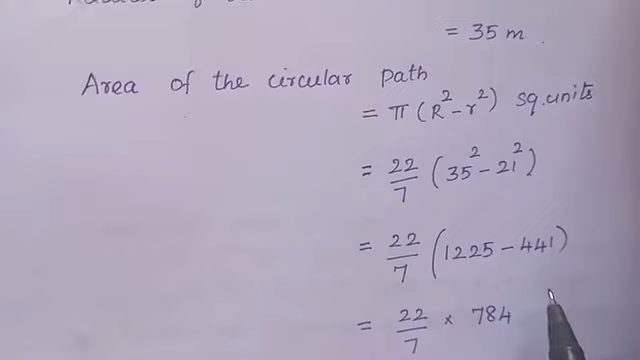 = 35 m.
Area of the circular path
= π (R² - r²) sq.units
= 22/7 (35² - 21²)
= 22/7 (1225 - 441)
= 22/7 × 784